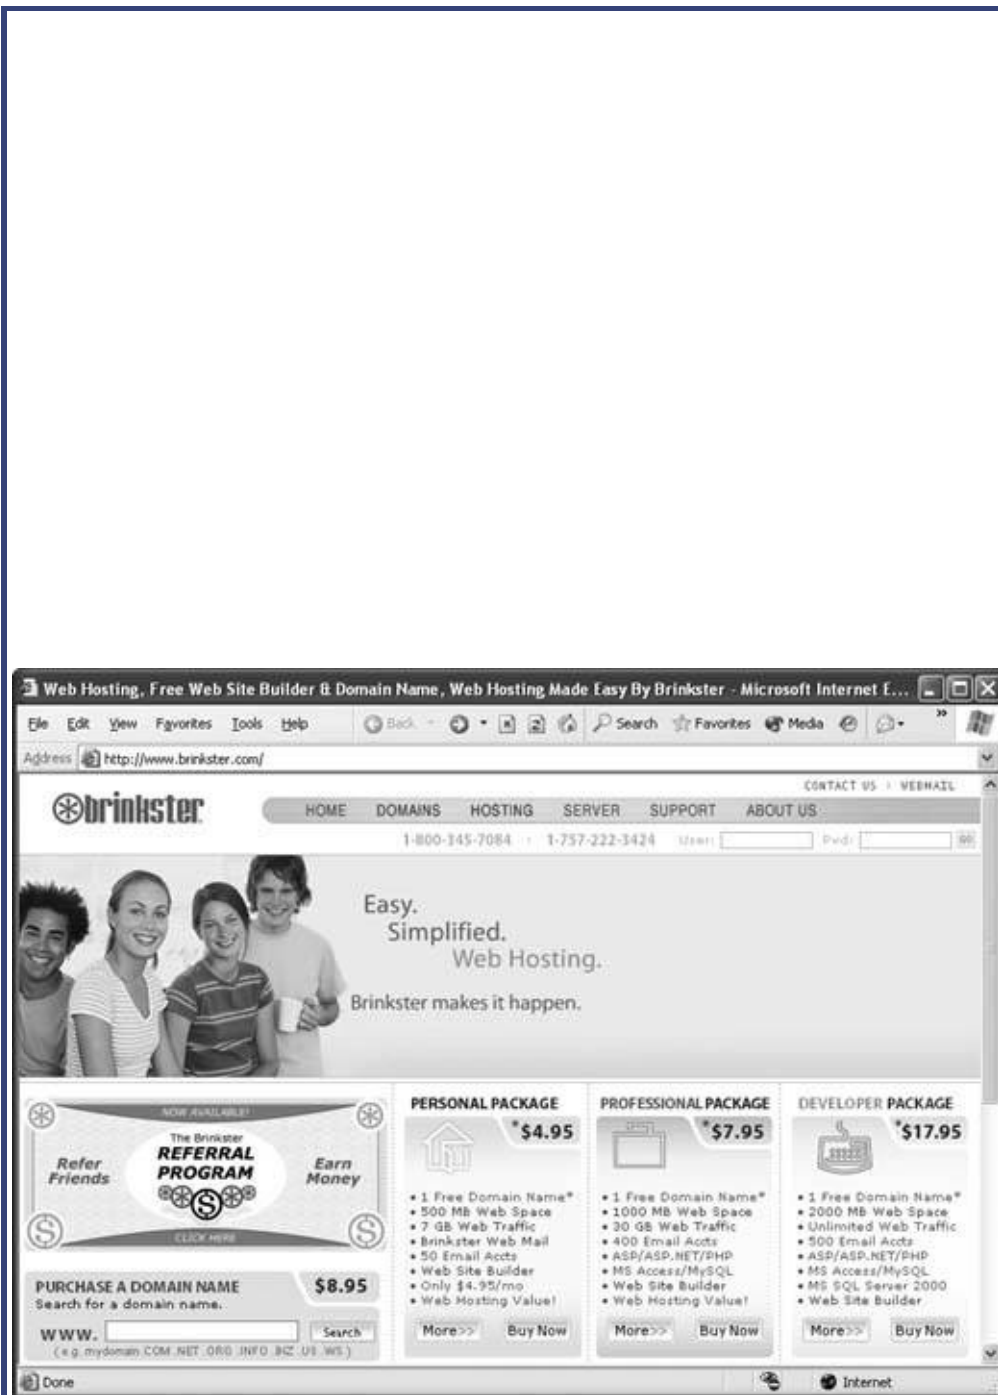 Web Hosting, Free Web Site Builder & Domain Name, Web Hosting Made Easy By Brinkster - Microsoft Internet E...
File Edit View Favorites Tools Help Back Search Favorites Media »
Address http://www.brinkster.com/
CONTACT US WEBMAIL
brinkster HOME DOMAINS HOSTING SERVER SUPPORT ABOUT US
1-800-345-7084 1-757-222-3424 User: Pwd: GO
Easy.
Simplified.
Web Hosting.
Brinkster makes it happen.
NOW AVAILABLE!
The Brinkster
REFERRAL
PROGRAM
Refer
Friends
Earn
Money
CLICK HERE
PURCHASE A DOMAIN NAME $8.95
Search for a domain name.
WWW. Search
(e.g. mydomain .COM .NET .ORG .INFO .BIZ .US .WS )
PERSONAL PACKAGE
*$4.95
• 1 Free Domain Name*
• 500 MB Web Space
• 7 GB Web Traffic
• Brinkster Web Mail
• 50 Email Accts
• Web Site Builder
• Only $4.95/mo
• Web Hosting Value!
More>> Buy Now
PROFESSIONAL PACKAGE
*$7.95
• 1 Free Domain Name*
• 1000 MB Web Space
• 30 GB Web Traffic
• 400 Email Accts
• ASP/ASP.NET/PHP
• MS Access/MySQL
• Web Site Builder
• Web Hosting Value!
More>> Buy Now
DEVELOPER PACKAGE
*$17.95
• 1 Free Domain Name*
• 2000 MB Web Space
• Unlimited Web Traffic
• 500 Email Accts
• ASP/ASP.NET/PHP
• MS Access/MySQL
• MS SQL Server 2000
• Web Site Builder
More>> Buy Now
Done Internet